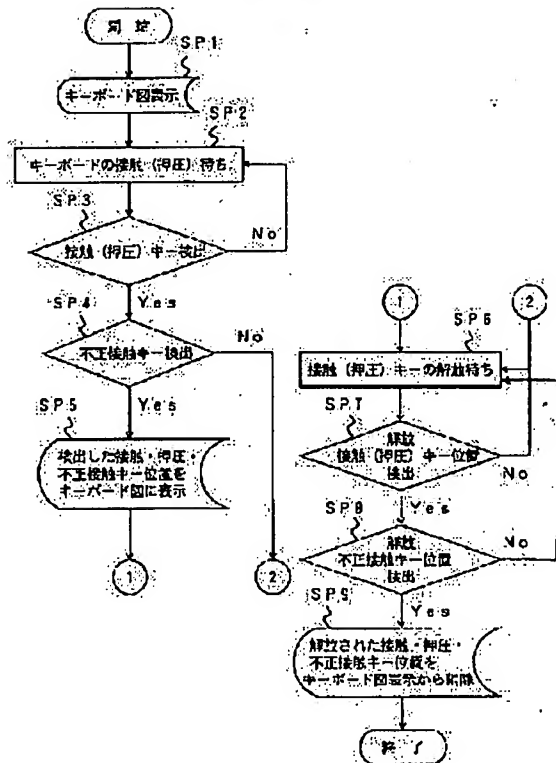 開始
SP1
キーボード図表示
SP2
キーボードの接触(押圧)待ち
SP3
接触(押圧)キー検出
No
Yes
SP4
不正接触キー検出
No
Yes
SP5
検出した接触・押圧・
不正接触キー位置を
キーボード図に表示
1
2
1
2
SP6
接触(押圧)キーの解放待ち
SP7
解放
接触(押圧)キー位置
検出
No
Yes
SP8
解放
不正接触キー位置
検出
No
Yes
SP9
解放された接触・押圧・
不正接触キー位置を
キーボード図表示から削除
終了